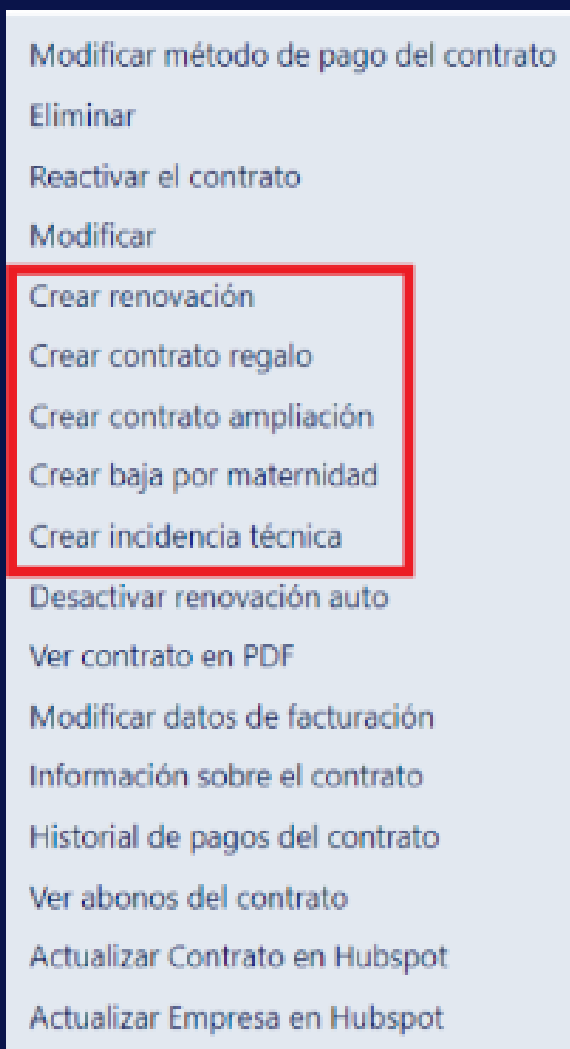 Modificar método de pago del contrato
Eliminar
Reactivar el contrato
Modificar
Crear renovación
Crear contrato regalo
Crear contrato ampliación
Crear baja por maternidad
Crear incidencia técnica
Desactivar renovación auto
Ver contrato en PDF
Modificar datos de facturación
Información sobre el contrato
Historial de pagos del contrato
Ver abonos del contrato
Actualizar Contrato en Hubspot
Actualizar Empresa en Hubspot